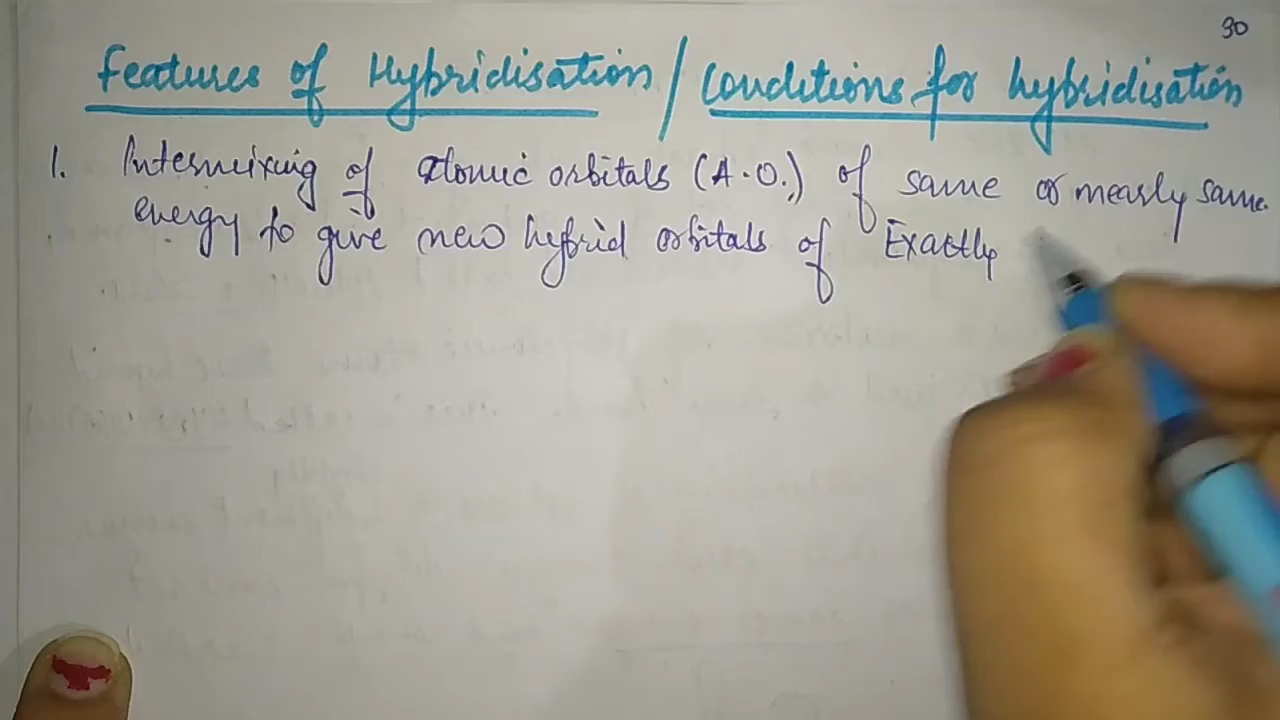 30
Features of Hybridisation / Conditions for hybridisation
1. Intermixing of atomic orbitals (A.O.) of same or nearly same
energy to give new hybrid orbitals of Exactly